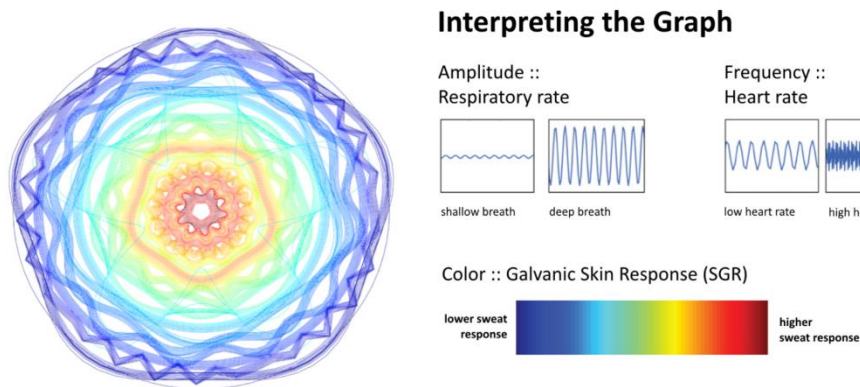 Interpreting the Graph
Amplitude ::
Respiratory rate
Frequency ::
Heart rate
shallow breath
deep breath
low heart rate
high
Color :: Galvanic Skin Response (SGR)
lower sweat
response
higher
sweat response